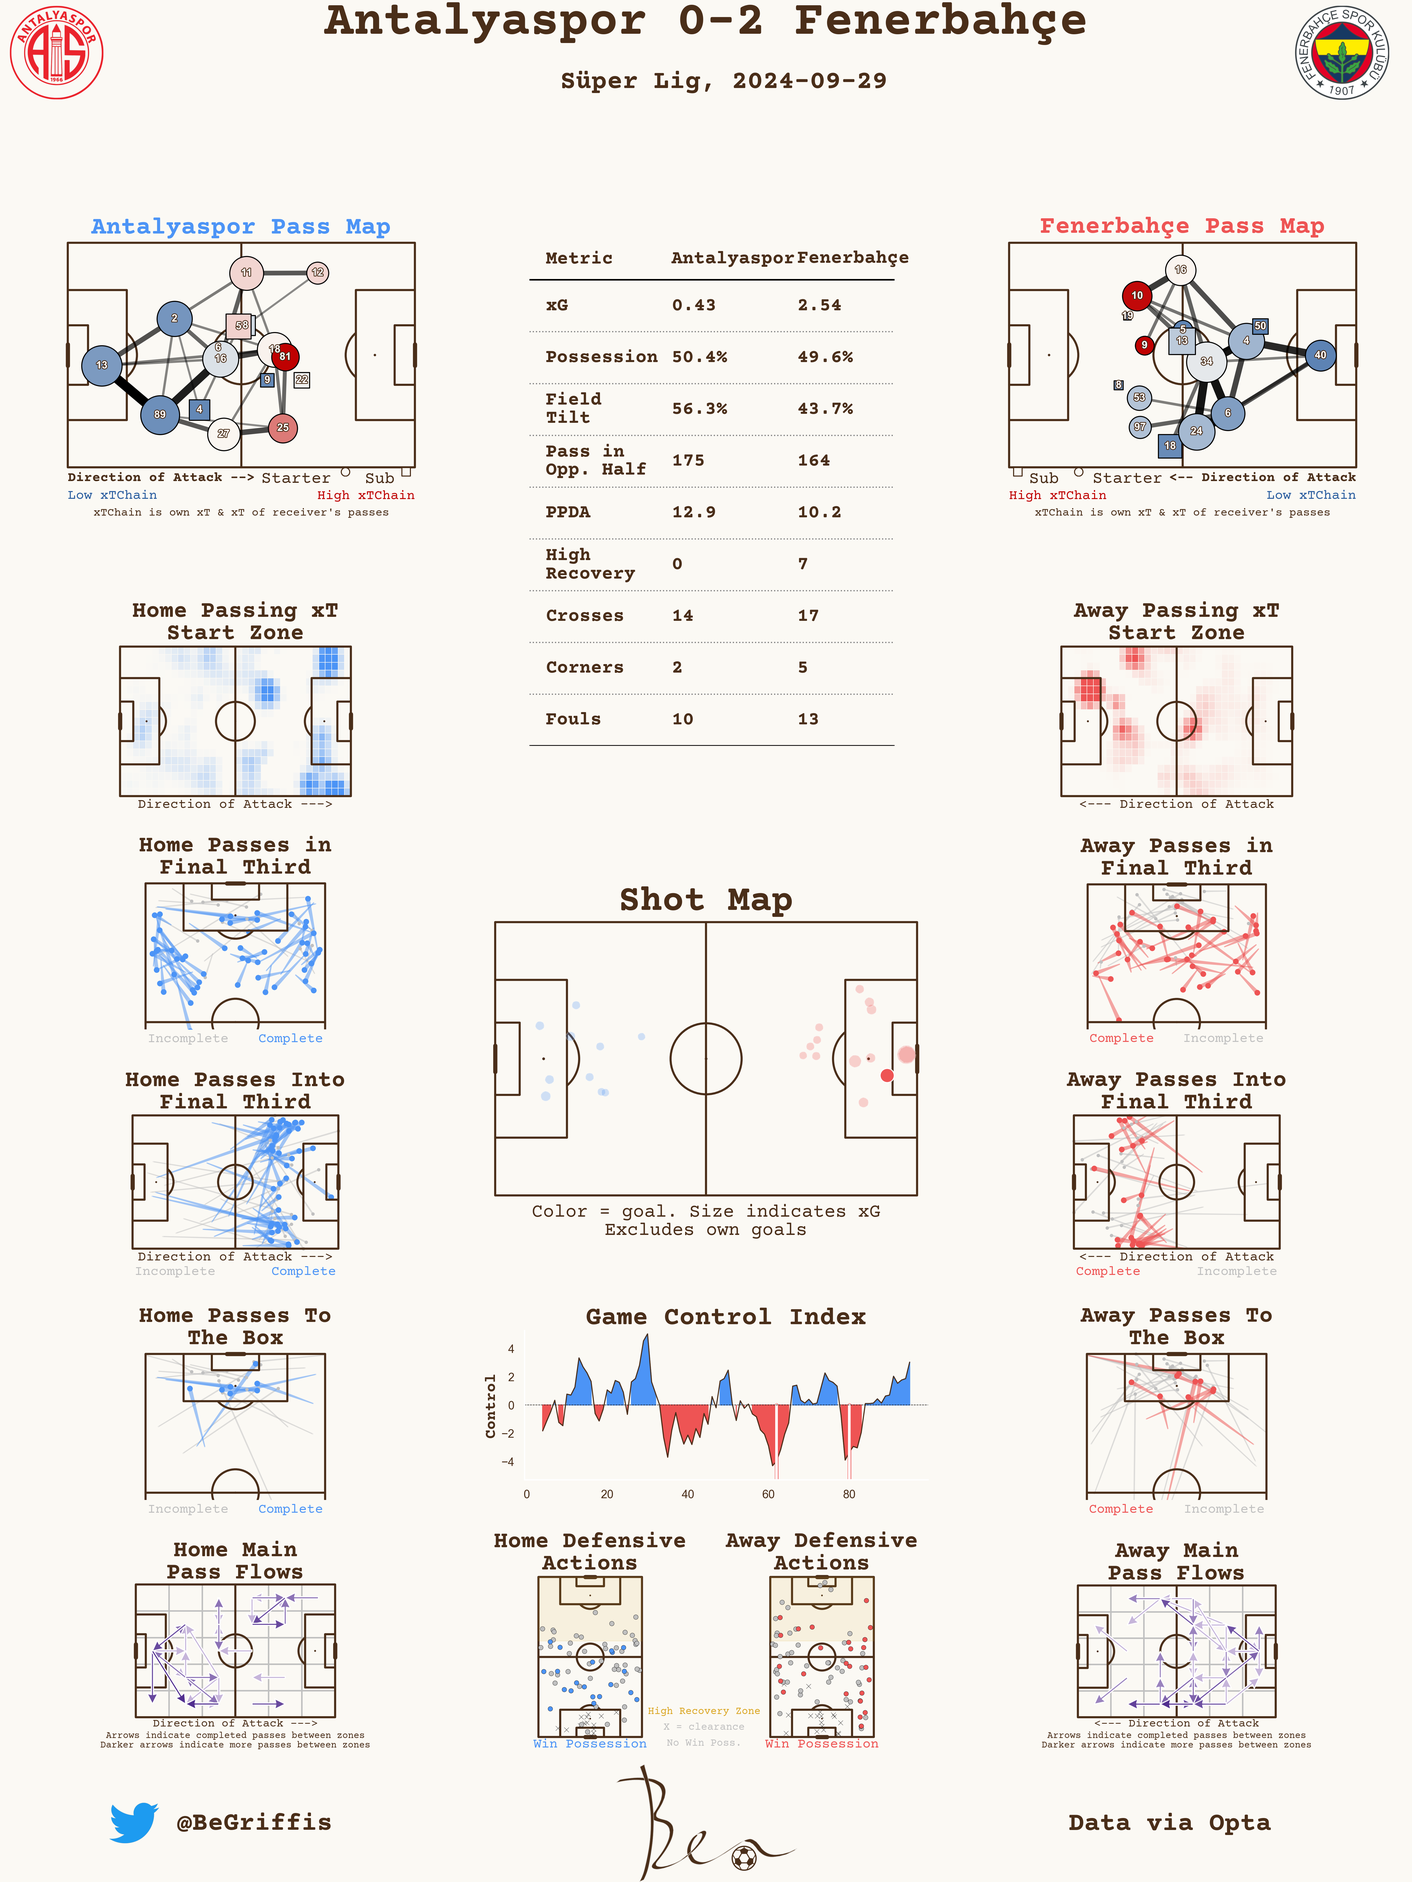 Antalyaspor 0-2 Fenerbahçe
Süper Lig, 2024-09-29
ANTALYASPOR
1966
FENERBAHÇE SPOR KULÜBÜ
★ 1907 ★
Antalyaspor Pass Map
11
12
2
58
6
16
18
81
13
9
22
89
4
27
25
Direction of Attack --> Starter Sub
Low xTChain High xTChain
xTChain is own xT & xT of receiver's passes
Metric Antalyaspor Fenerbahçe
xG 0.43 2.54
Possession 50.4% 49.6%
Field
Tilt 56.3% 43.7%
Pass in
Opp. Half 175 164
PPDA 12.9 10.2
High
Recovery 0 7
Crosses 14 17
Corners 2 5
Fouls 10 13
Fenerbahçe Pass Map
16
10
19
5
50
9
13
4
34
40
8
53
6
97
24
18
Sub Starter <-- Direction of Attack
High xTChain Low xTChain
xTChain is own xT & xT of receiver's passes
Home Passing xT
Start Zone
Direction of Attack --->
Away Passing xT
Start Zone
<--- Direction of Attack
Home Passes in
Final Third
Incomplete Complete
Away Passes in
Final Third
Complete Incomplete
Shot Map
Color = goal. Size indicates xG
Excludes own goals
Home Passes Into
Final Third
Direction of Attack --->
Incomplete Complete
Away Passes Into
Final Third
<--- Direction of Attack
Complete Incomplete
Home Passes To
The Box
Incomplete Complete
Game Control Index
Control
4
2
0
−2
−4
0 20 40 60 80
Away Passes To
The Box
Complete Incomplete
Home Main
Pass Flows
Direction of Attack --->
Arrows indicate completed passes between zones
Darker arrows indicate more passes between zones
Home Defensive
Actions
Win Possession
High Recovery Zone
X = clearance
No Win Poss.
Away Defensive
Actions
Win Possession
Away Main
Pass Flows
<--- Direction of Attack
Arrows indicate completed passes between zones
Darker arrows indicate more passes between zones
@BeGriffis
Ben
Data via Opta